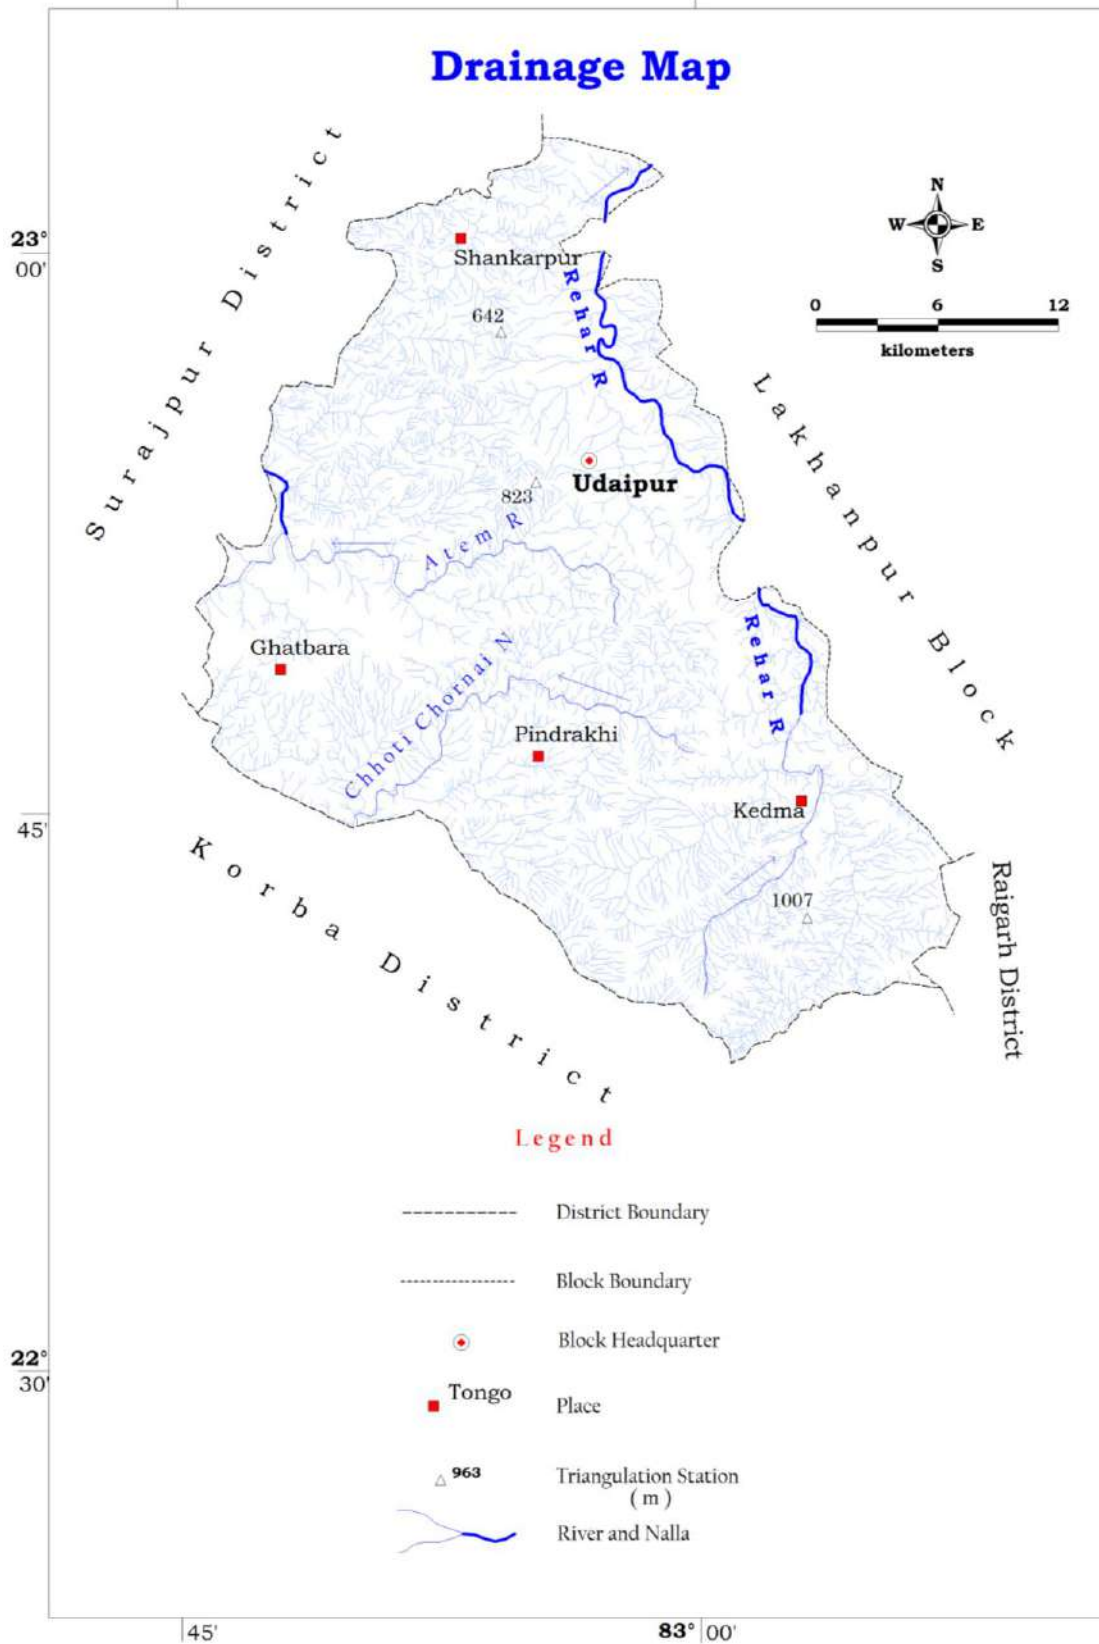 Drainage Map
Surajpur District
N
W E
S
23°
00'
Shankarpur
0 6 12
kilometers
642
Rehar R
Lakhanpur Block
Udaipur
823
Atem R
Ghatbara
Rehar R
Chhoti Chornai N
Pindrakhi
Kedma
45'
Korba District
1007
Raigarh District
Legend
District Boundary
Block Boundary
Block Headquarter
22°
30'
Tongo
Place
963
Triangulation Station
( m )
River and Nalla
45' 83° 00'